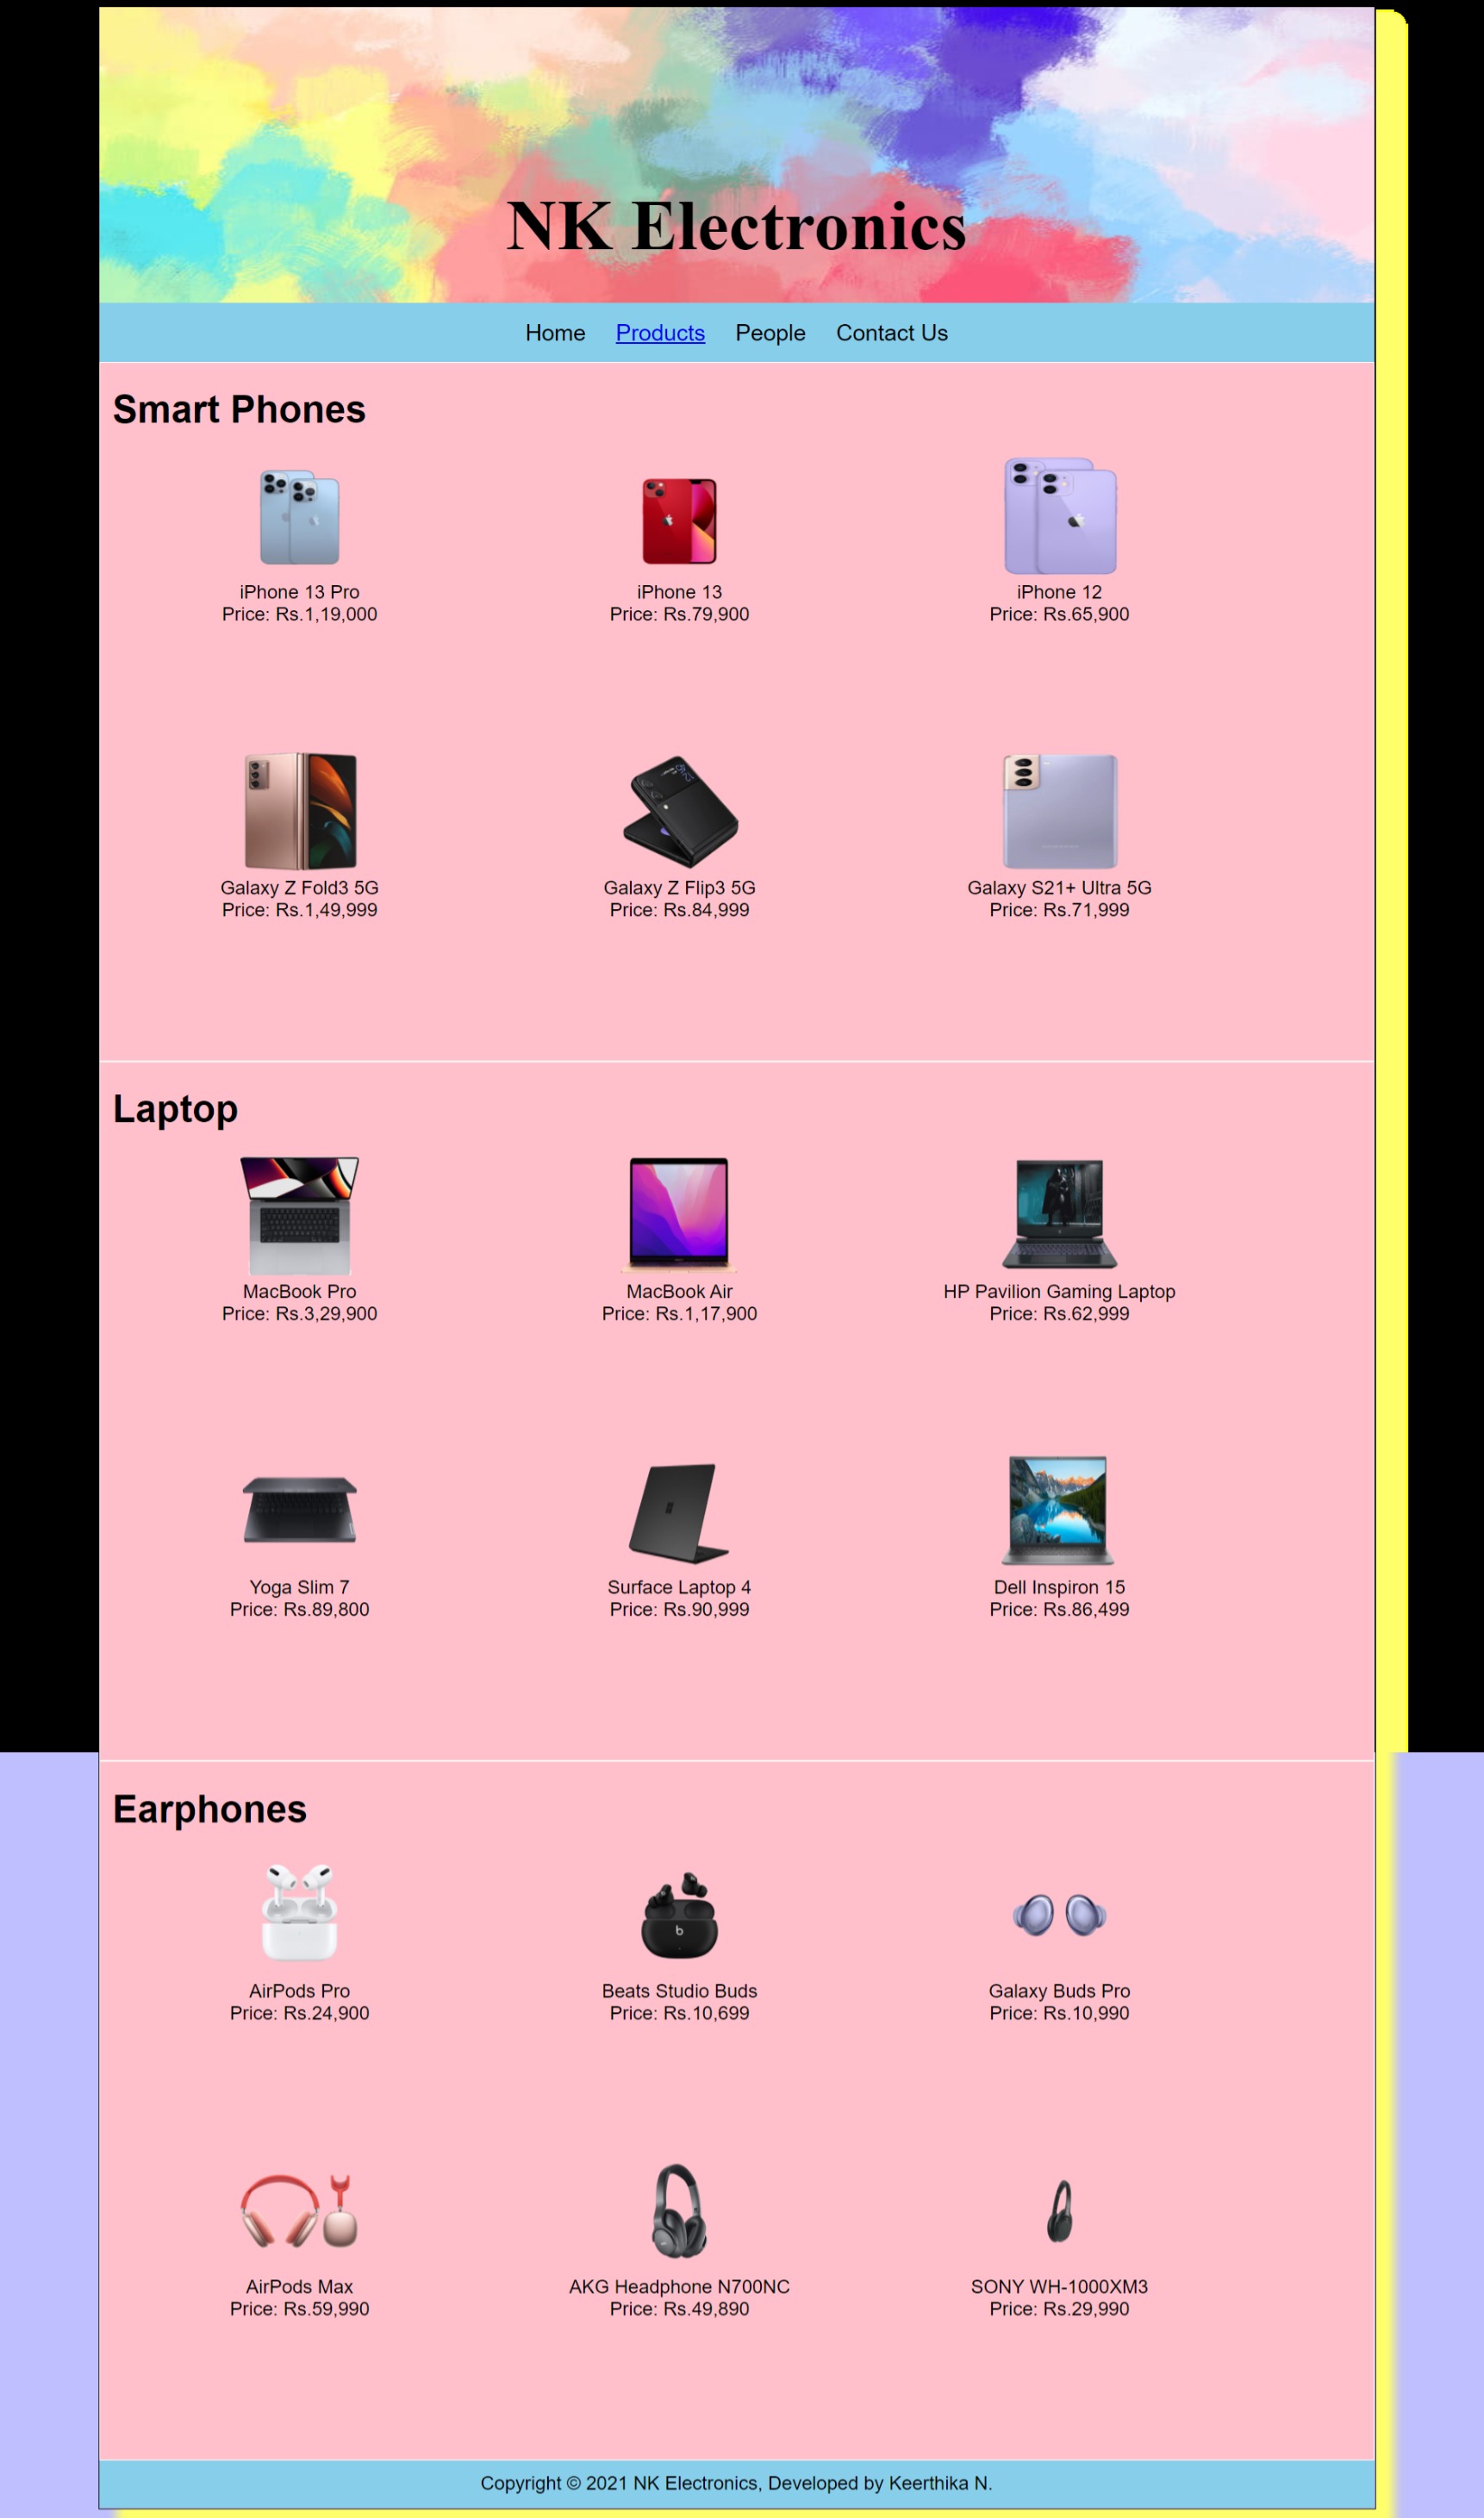 NK Electronics
Home Products People Contact Us
Smart Phones
iPhone 13 Pro
Price: Rs.1,19,000
iPhone 13
Price: Rs.79,900
iPhone 12
Price: Rs.65,900
Galaxy Z Fold3 5G
Price: Rs.1,49,999
Galaxy Z Flip3 5G
Price: Rs.84,999
Galaxy S21+ Ultra 5G
Price: Rs.71,999
Laptop
MacBook Pro
Price: Rs.3,29,900
MacBook Air
Price: Rs.1,17,900
HP Pavilion Gaming Laptop
Price: Rs.62,999
Yoga Slim 7
Price: Rs.89,800
Surface Laptop 4
Price: Rs.90,999
Dell Inspiron 15
Price: Rs.86,499
Earphones
AirPods Pro
Price: Rs.24,900
Beats Studio Buds
Price: Rs.10,699
Galaxy Buds Pro
Price: Rs.10,990
AirPods Max
Price: Rs.59,990
AKG Headphone N700NC
Price: Rs.49,890
SONY WH-1000XM3
Price: Rs.29,990
Copyright © 2021 NK Electronics, Developed by Keerthika N.